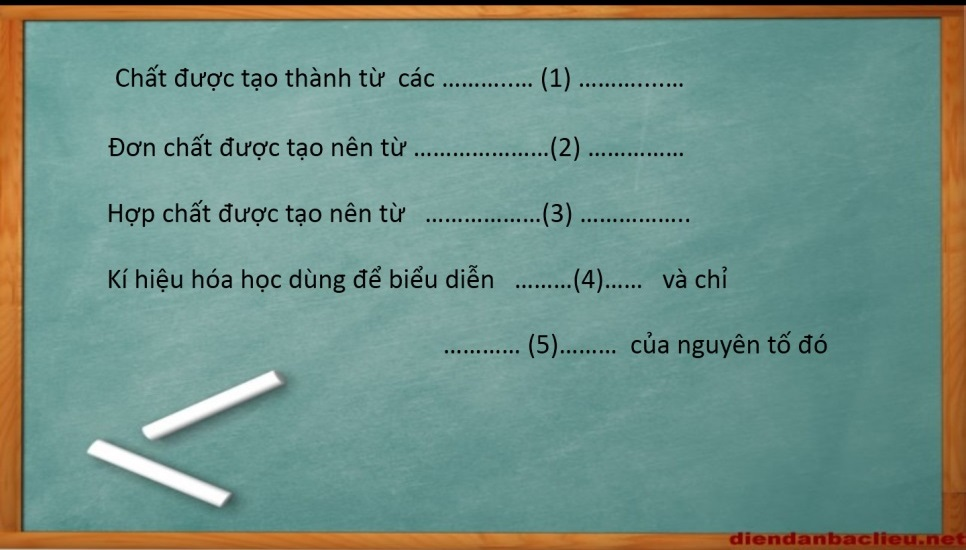 Chất được tạo thành từ các .............. (1) ................
Đơn chất được tạo nên từ .....................(2) ...............
Hợp chất được tạo nên từ ..................(3) .................
Kí hiệu hóa học dùng để biểu diễn .........(4)...... và chỉ
............ (5)......... của nguyên tố đó
diendanbaclieu.net